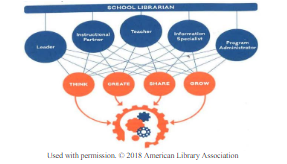 SCHOOL LIBRARIAN
Leader
Instructional
Partner
Teacher
Information
Specialist
Program
Administrator
THINK
CREATE
SHARE
GROW
Used with permission. © 2018 American Library Association